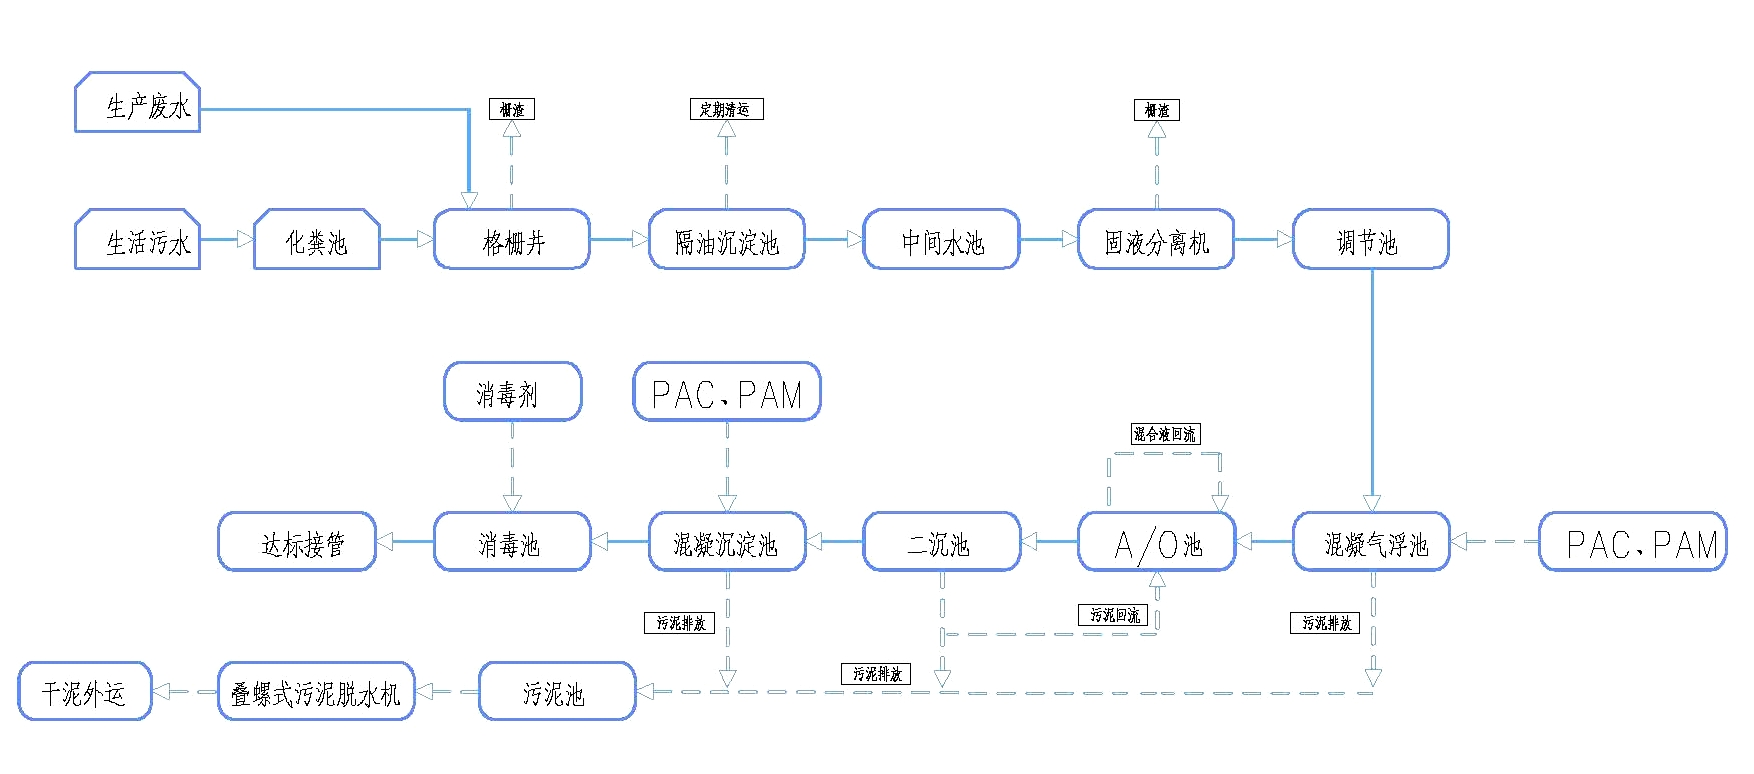 生产废水
栅渣
定期清运
栅渣
生活污水
化粪池
格栅井
隔油沉淀池
中间水池
固液分离机
调节池
消毒剂
PAC、PAM
混合液回流
达标接管
消毒池
混凝沉淀池
二沉池
A/O池
混凝气浮池
PAC、PAM
污泥排放
污泥回流
污泥排放
污泥排放
干泥外运
叠螺式污泥脱水机
污泥池